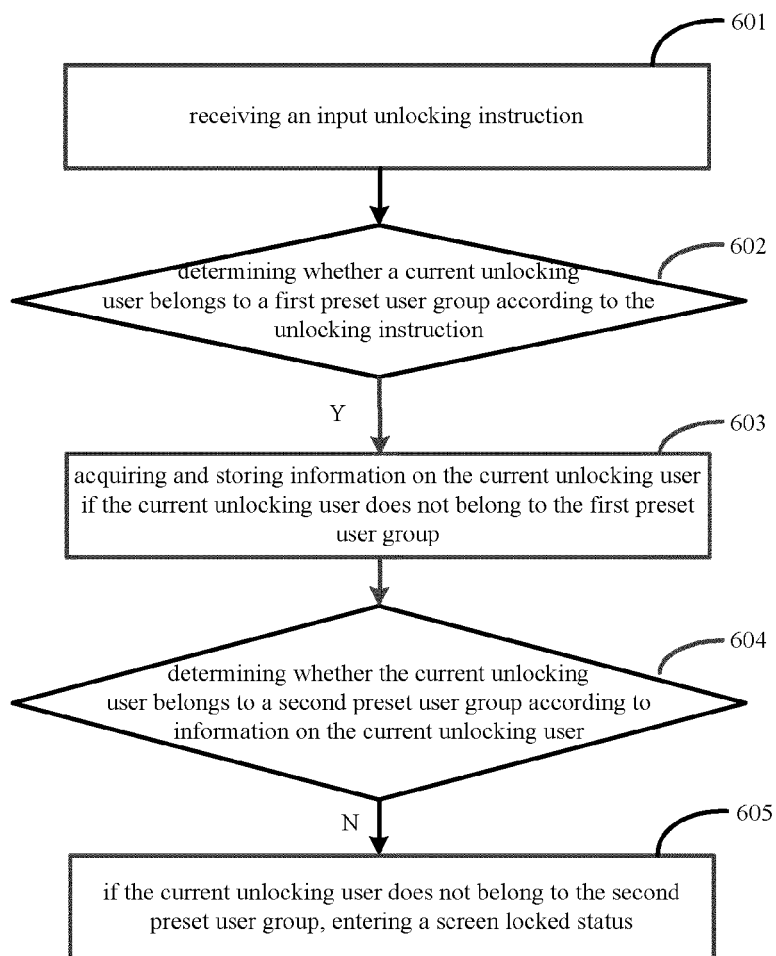 601
receiving an input unlocking instruction
602
determining whether a current unlocking
user belongs to a first preset user group according to the
unlocking instruction
Y
603
acquiring and storing information on the current unlocking user
if the current unlocking user does not belong to the first preset
user group
604
determining whether the current unlocking
user belongs to a second preset user group according to
information on the current unlocking user
N
605
if the current unlocking user does not belong to the second
preset user group, entering a screen locked status